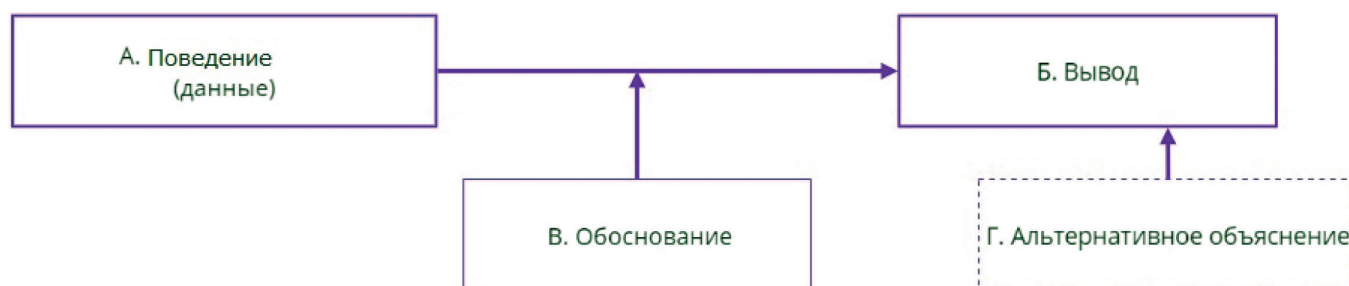 А. Поведение
(данные)
Б. Вывод
В. Обоснование
Г. Альтернативное объяснение